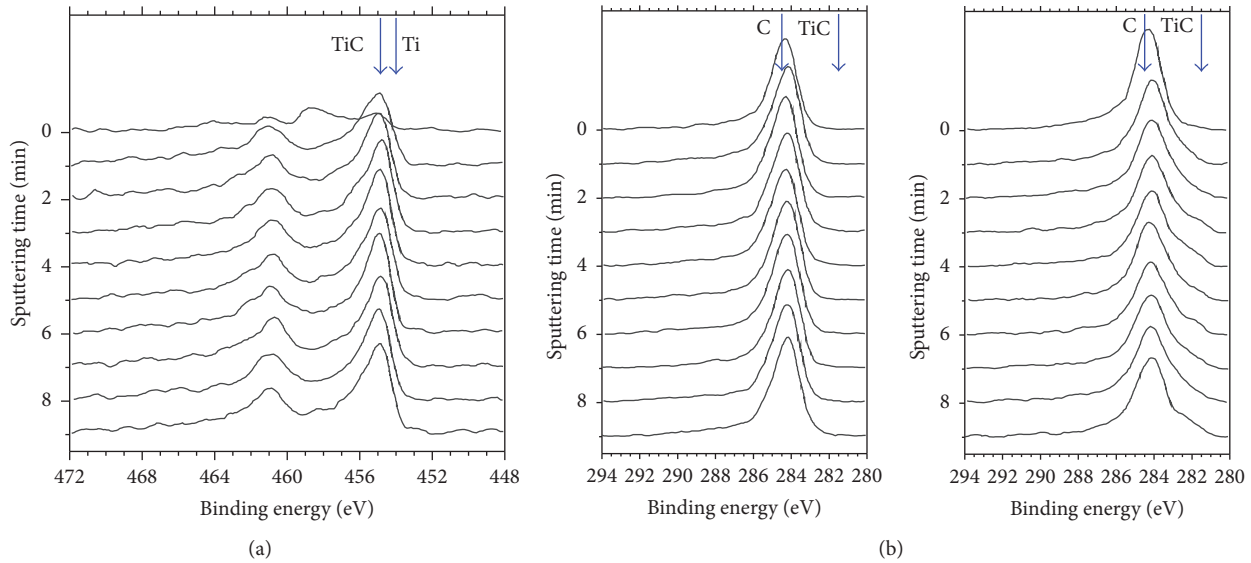 TiC Ti
0
2
4
6
8
Sputtering time (min)
472 468 464 460 456 452 448
Binding energy (eV)
(a)
C TiC
0
2
4
6
8
Sputtering time (min)
294 292 290 288 286 284 282 280
Binding energy (eV)
C TiC
0
2
4
6
8
Sputtering time (min)
294 292 290 288 286 284 282 280
Binding energy (eV)
(b)